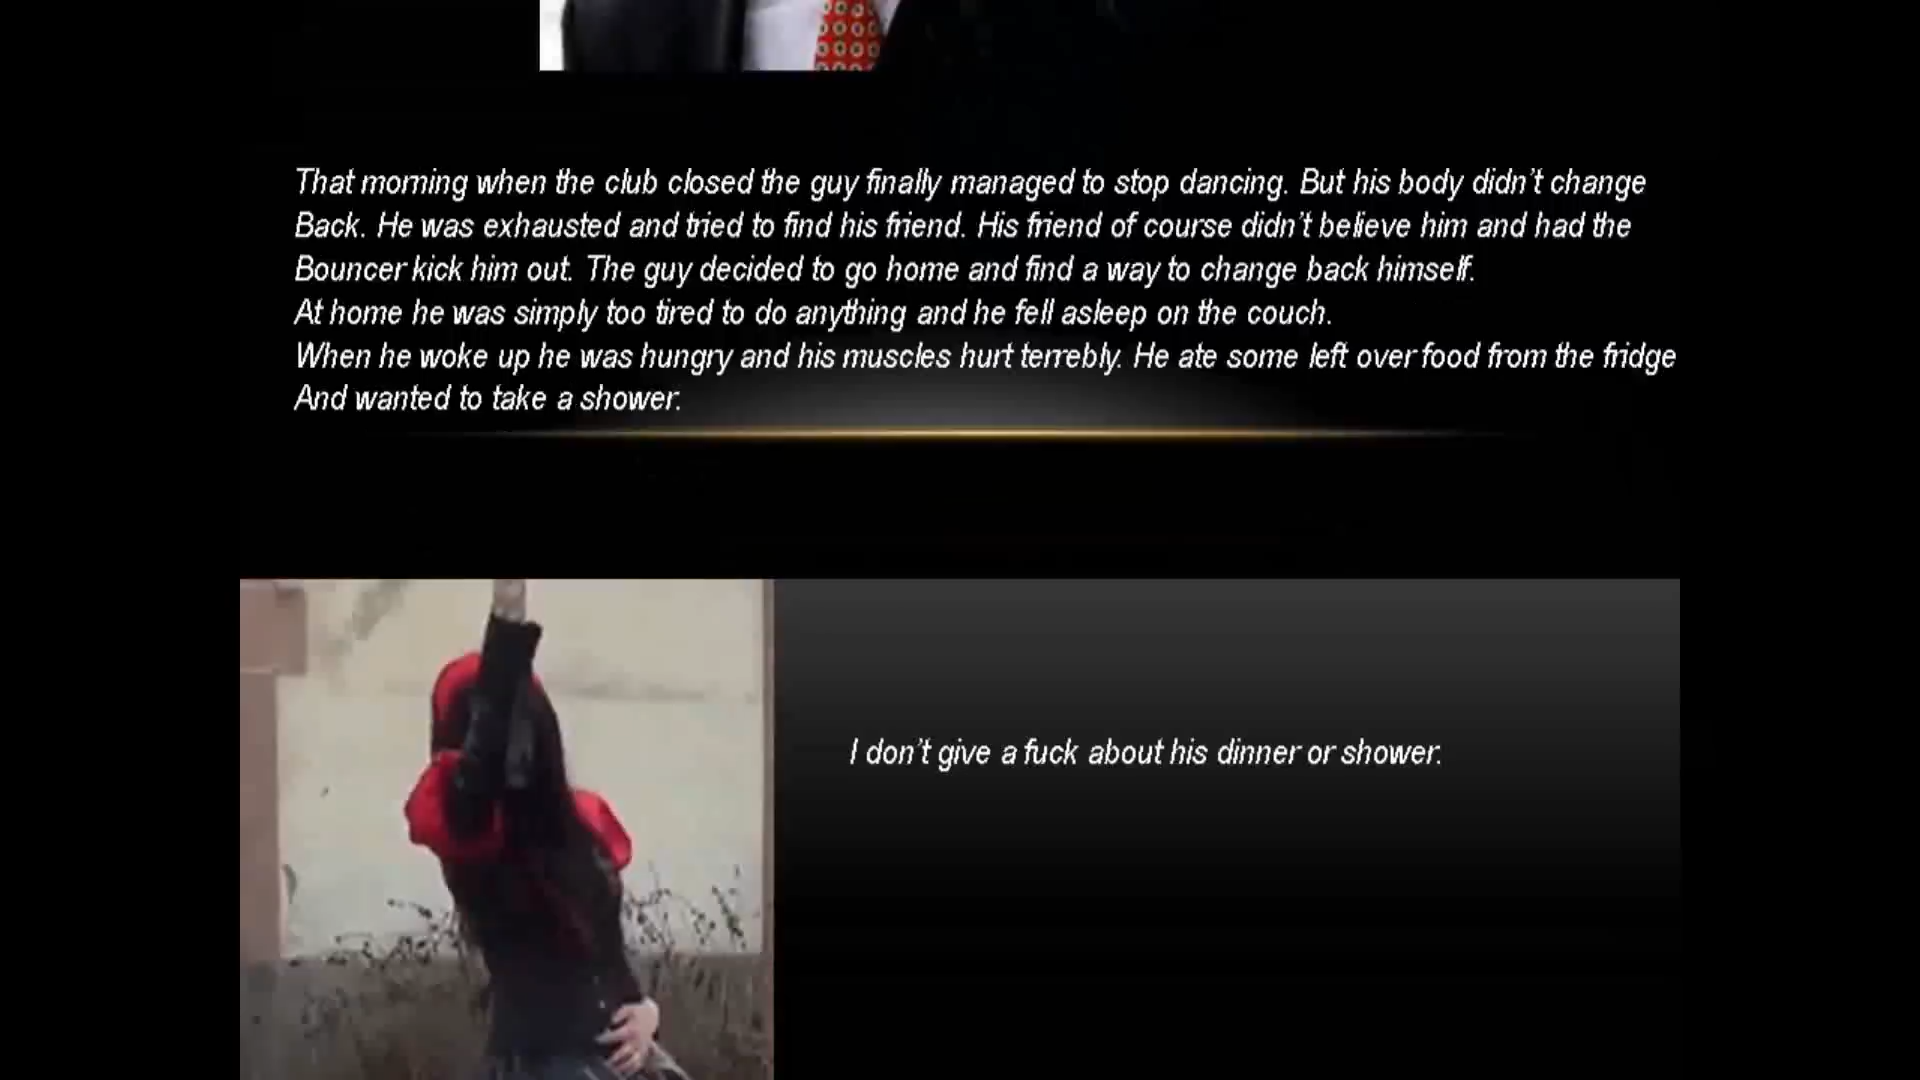 That morning when the club closed the guy finally managed to stop dancing. But his body didn't change
Back. He was exhausted and tried to find his friend. His friend of course didn't believe him and had the
Bouncer kick him out. The guy decided to go home and find a way to change back himself.
At home he was simply too tired to do anything and he fell asleep on the couch.
When he woke up he was hungry and his muscles hurt terrebly. He ate some left over food from the fridge
And wanted to take a shower.
I don't give a fuck about his dinner or shower.